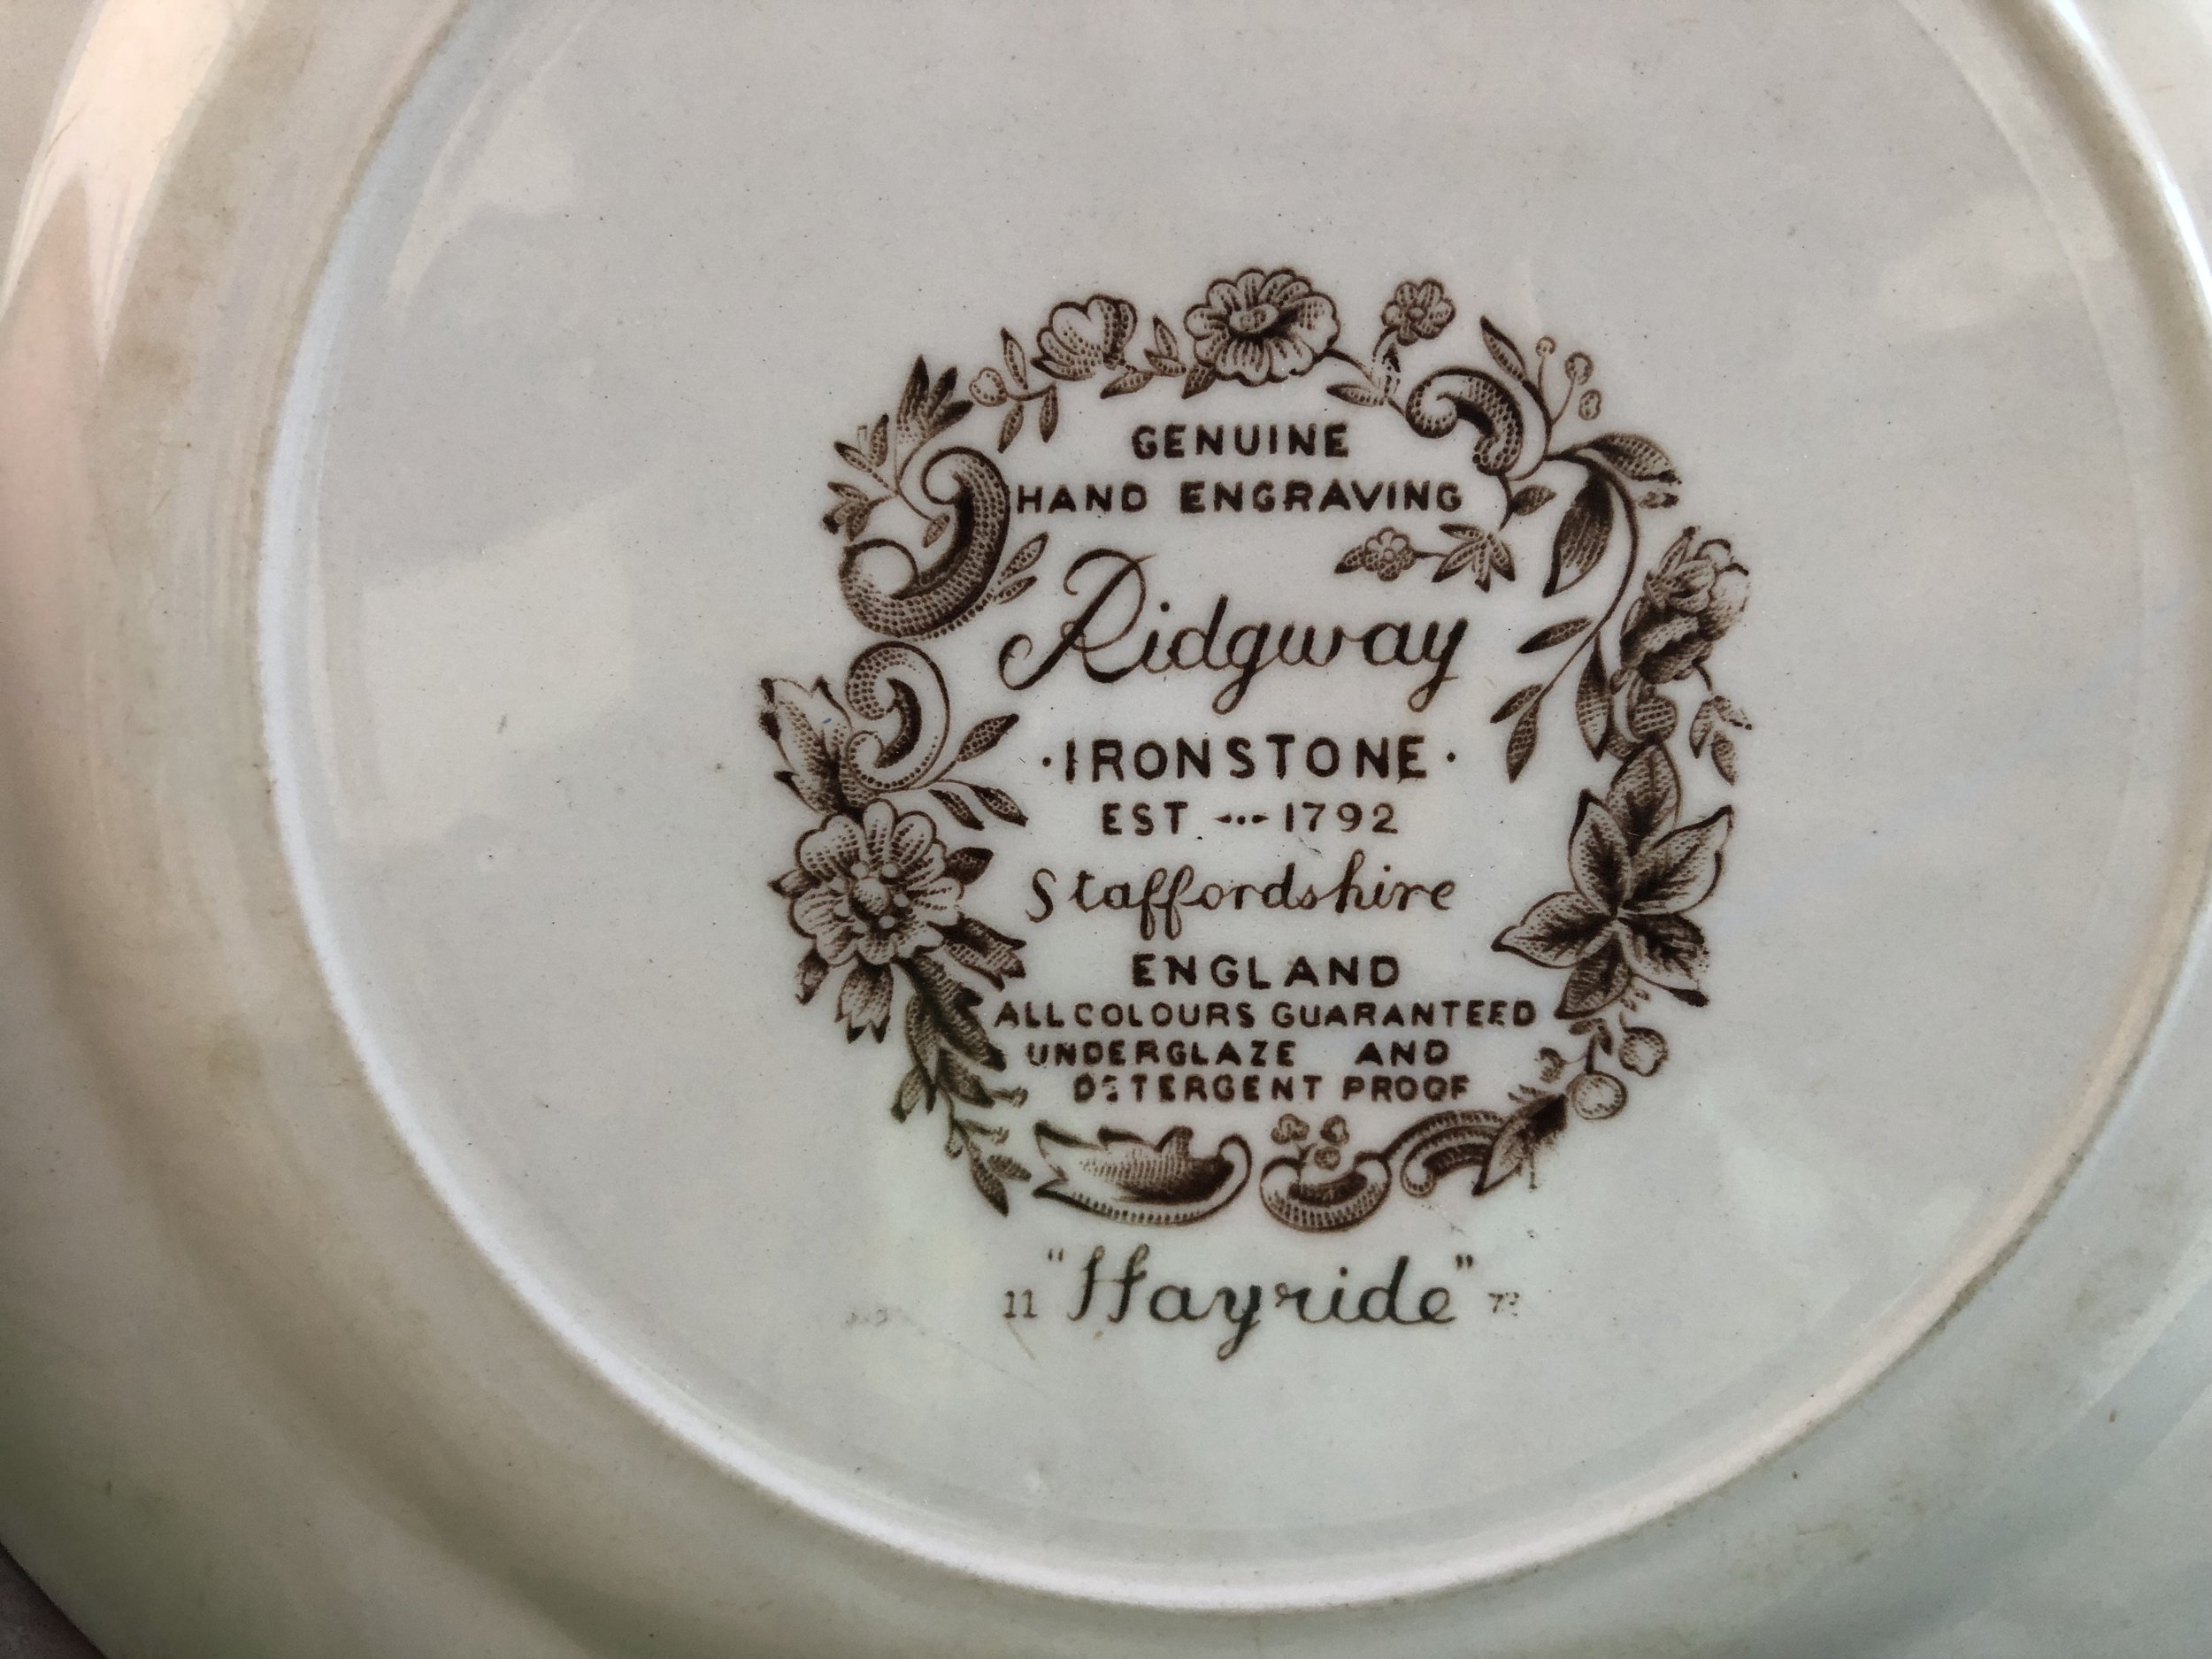 GENUINE
HAND ENGRAVING
Ridgway
·IRONSTONE·
EST ···· 1792
Staffordshire
ENGLAND
ALL COLOURS GUARANTEED
UNDERGLAZE AND
DETERGENT PROOF
11 "Hayride"